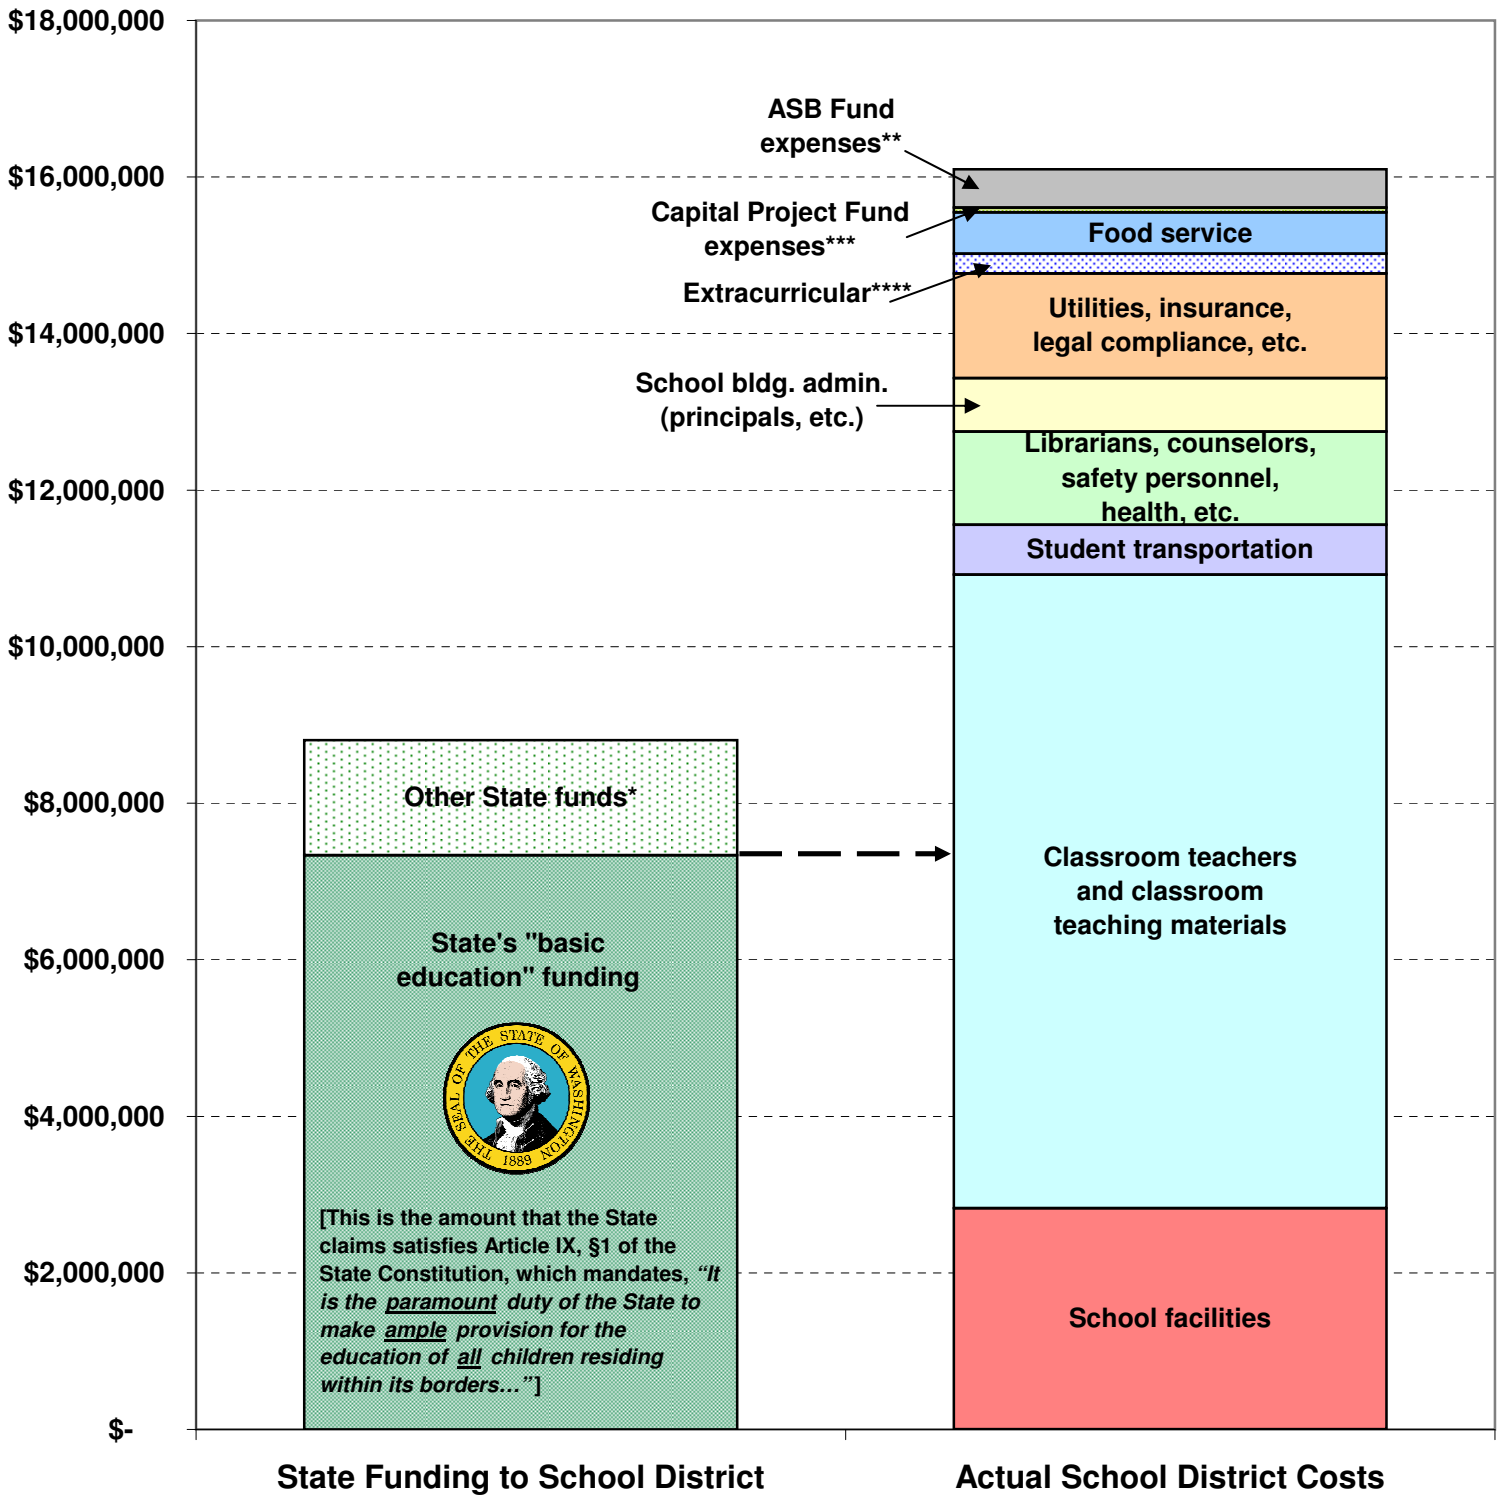 $18,000,000
ASB Fund
expenses**
$16,000,000
Capital Project Fund
expenses***
Food service
Extracurricular****
Utilities, insurance,
legal compliance, etc.
$14,000,000
School bldg. admin.
(principals, etc.)
Librarians, counselors,
safety personnel,
health, etc.
$12,000,000
Student transportation
$10,000,000
$8,000,000
Other State funds*
Classroom teachers
and classroom
teaching materials
State's "basic
education" funding
$6,000,000
THE SEAL OF THE STATE OF WASHINGTON
1889
$4,000,000
[This is the amount that the State
claims satisfies Article IX, §1 of the
State Constitution, which mandates, “It
is the paramount duty of the State to
make ample provision for the
education of all children residing
within its borders…”]
$2,000,000
School facilities
$-
State Funding to School District
Actual School District Costs